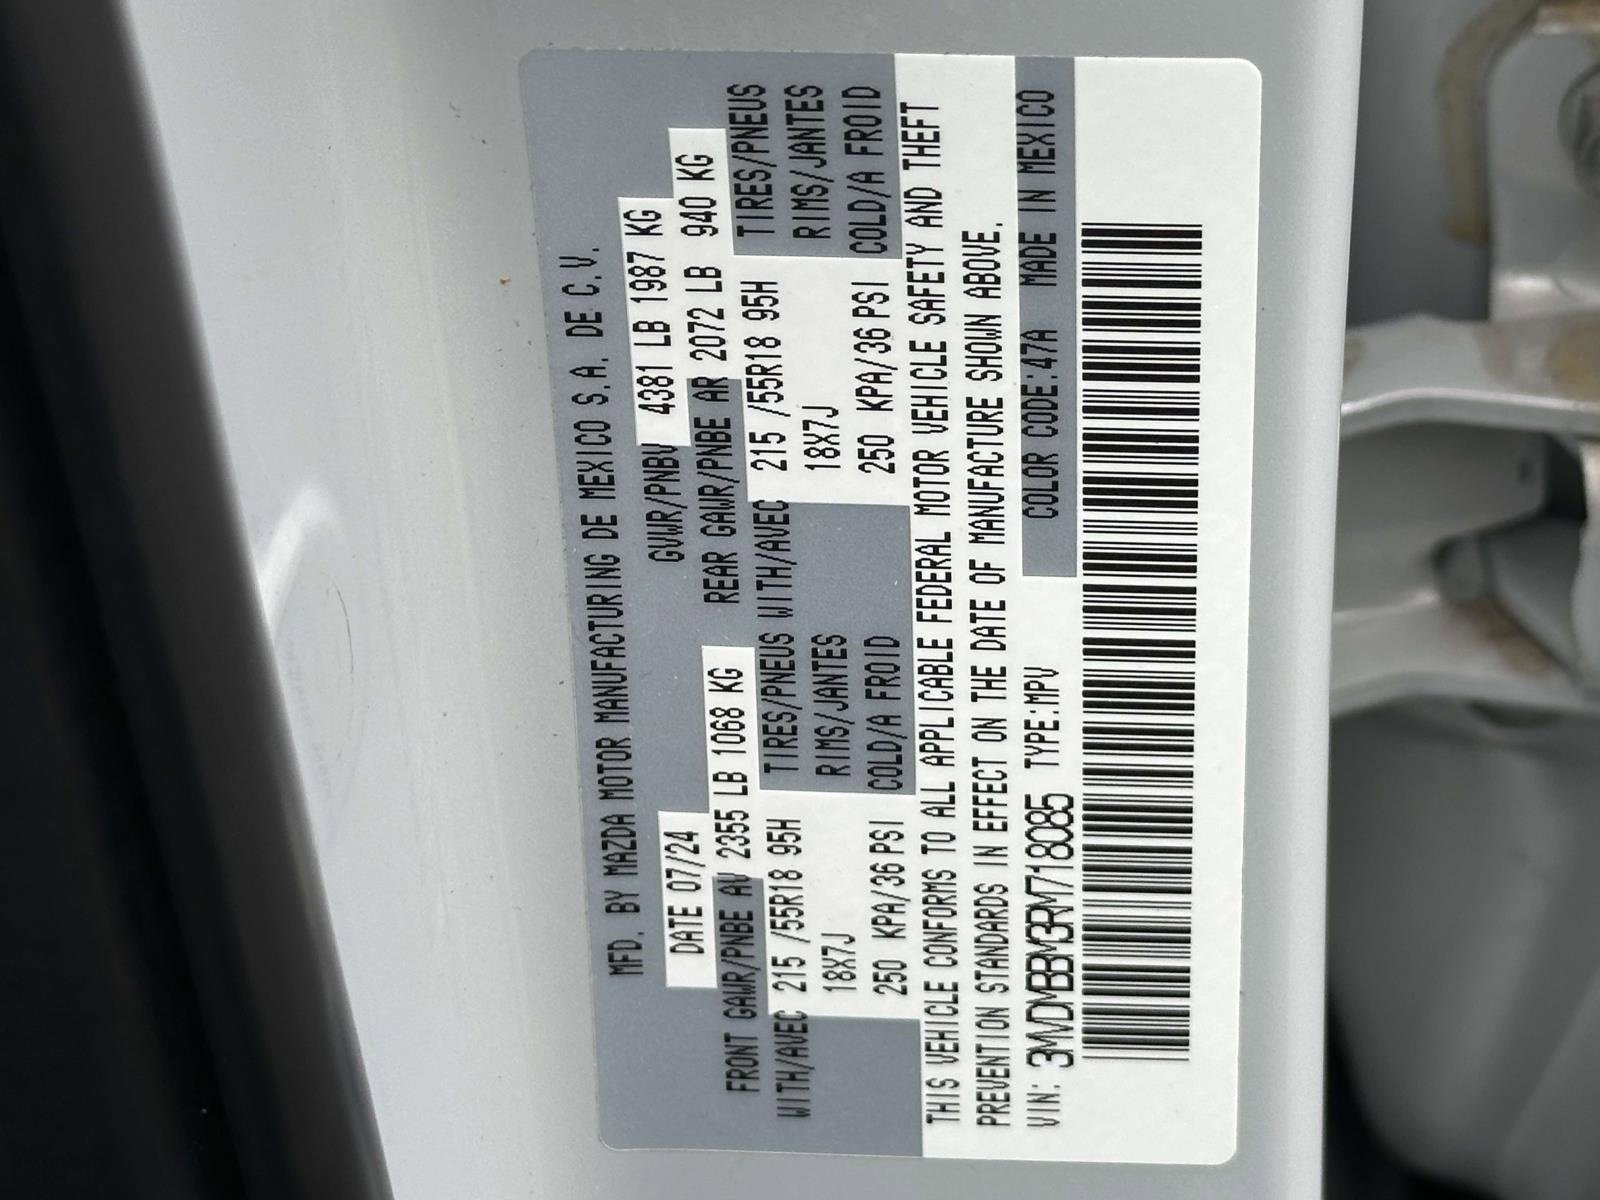 MFD. BY MAZDA MOTOR MANUFACTURING DE MEXICO S.A. DE C.V.
DATE 07/24 GVWR/PNBV 4381 LB 1987 KG
FRONT GAWR/PNBE AV 2355 LB 1068 KG REAR GAWR/PNBE AR 2072 LB 940 KG
WITH/AVEC 215 /55R18 95H TIRES/PNEUS WITH/AVEC 215 /55R18 95H TIRES/PNEUS
18X7J RIMS/JANTES 18X7J RIMS/JANTES
250 KPA/36 PSI COLD/A FROID 250 KPA/36 PSI COLD/A FROID
THIS VEHICLE CONFORMS TO ALL APPLICABLE FEDERAL MOTOR VEHICLE SAFETY AND THEFT
PREVENTION STANDARDS IN EFFECT ON THE DATE OF MANUFACTURE SHOWN ABOVE.
VIN: 3MVDMBBM3RM718085 TYPE:MPV COLOR CODE:47A MADE IN MEXICO